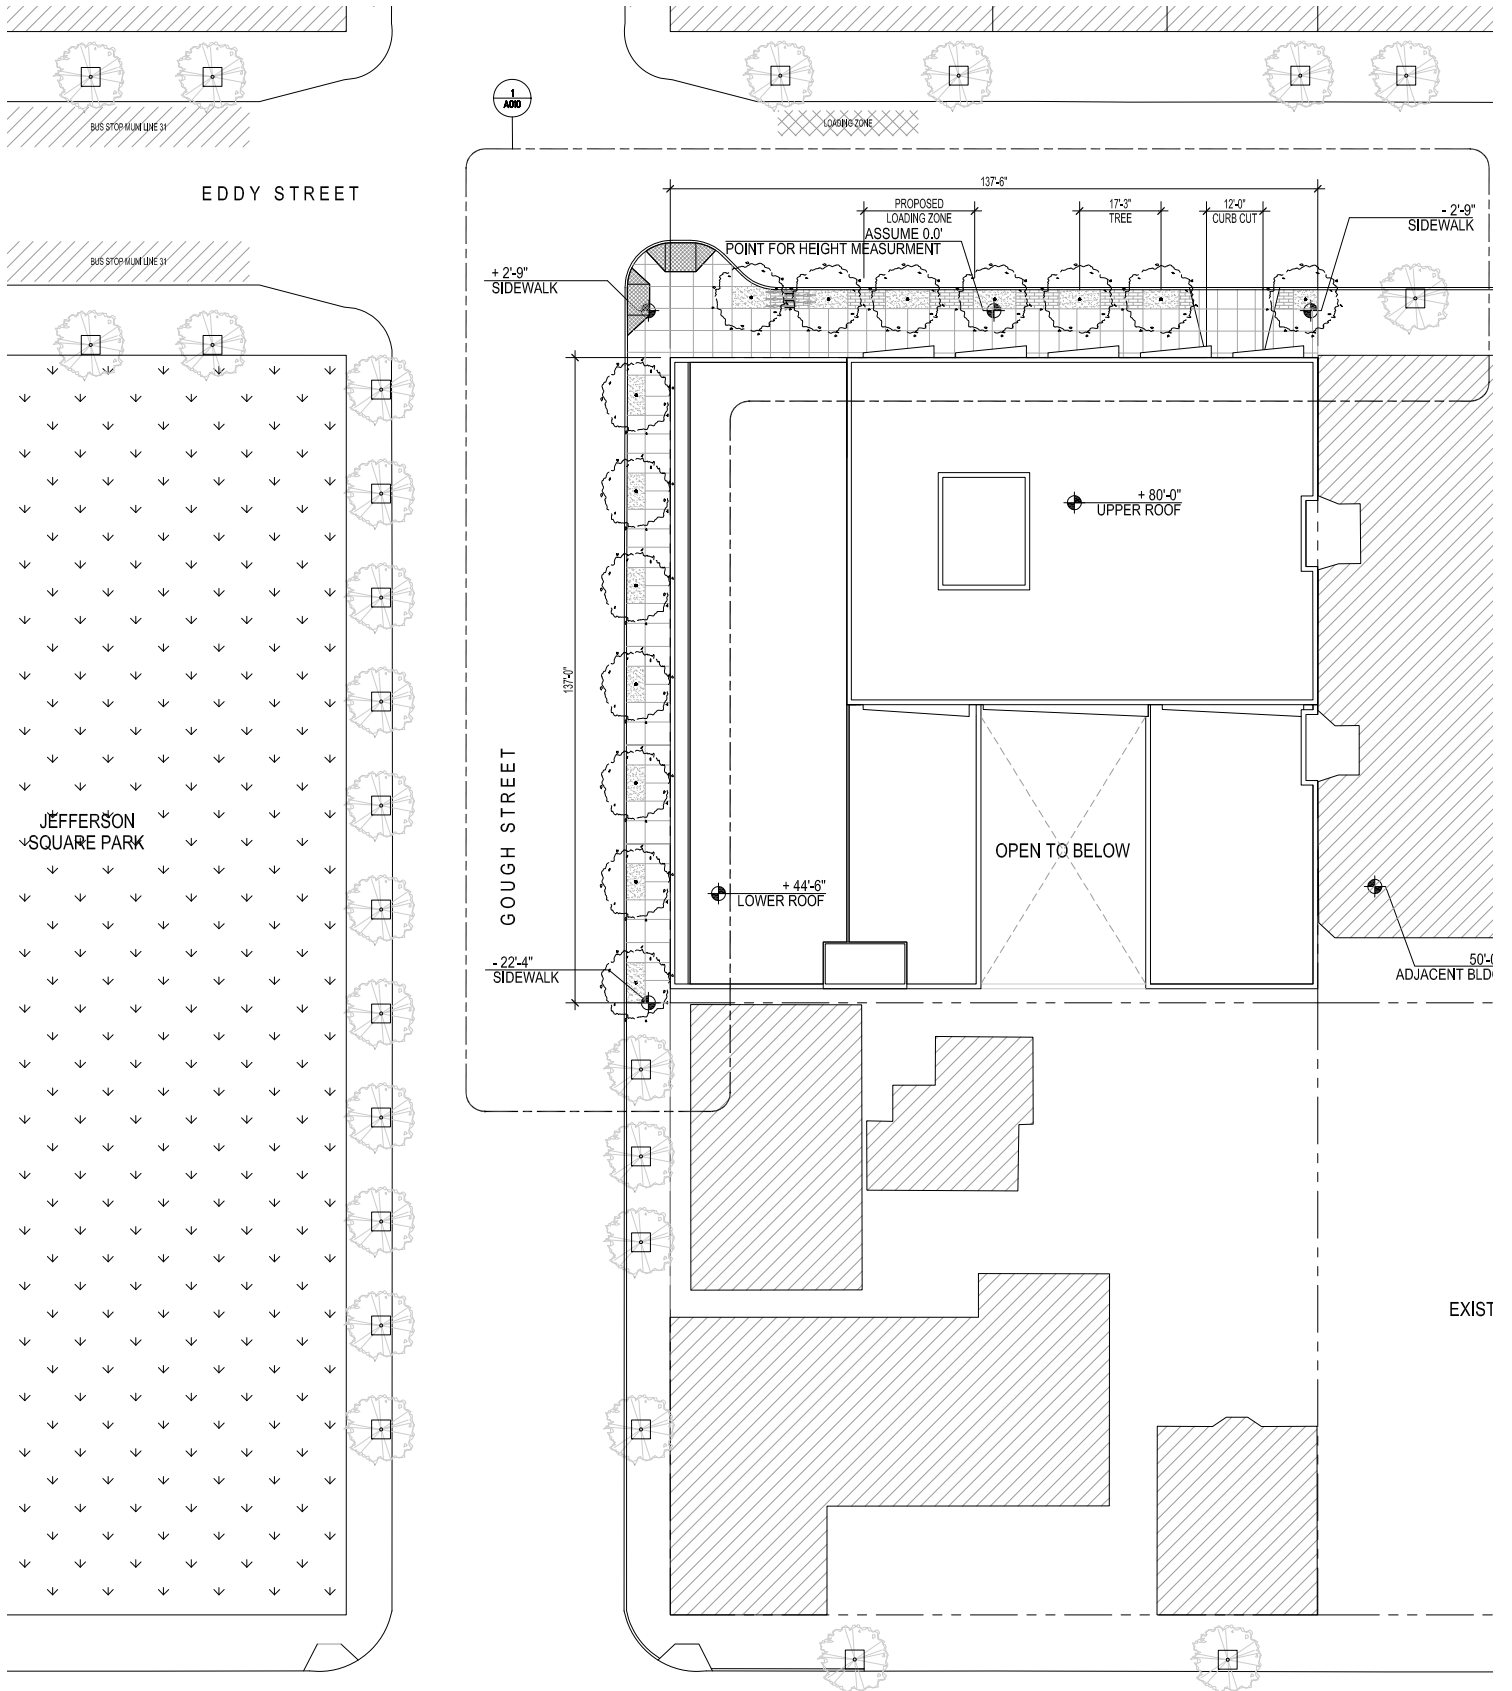 1
A010
BUS STOP MUNI LINE 31
LOADING ZONE
EDDY STREET
137'-6"
PROPOSED
LOADING ZONE
17'-3"
TREE
12'-0"
CURB CUT
- 2'-9"
SIDEWALK
ASSUME 0.0'
POINT FOR HEIGHT MEASURMENT
BUS STOP MUNI LINE 31
+ 2'-9"
SIDEWALK
+ 80'-0"
UPPER ROOF
137'-0"
GOUGH STREET
JEFFERSON
SQUARE PARK
OPEN TO BELOW
+ 44'-6"
LOWER ROOF
- 22'-4"
SIDEWALK
50'-
ADJACENT BLD
EXIST